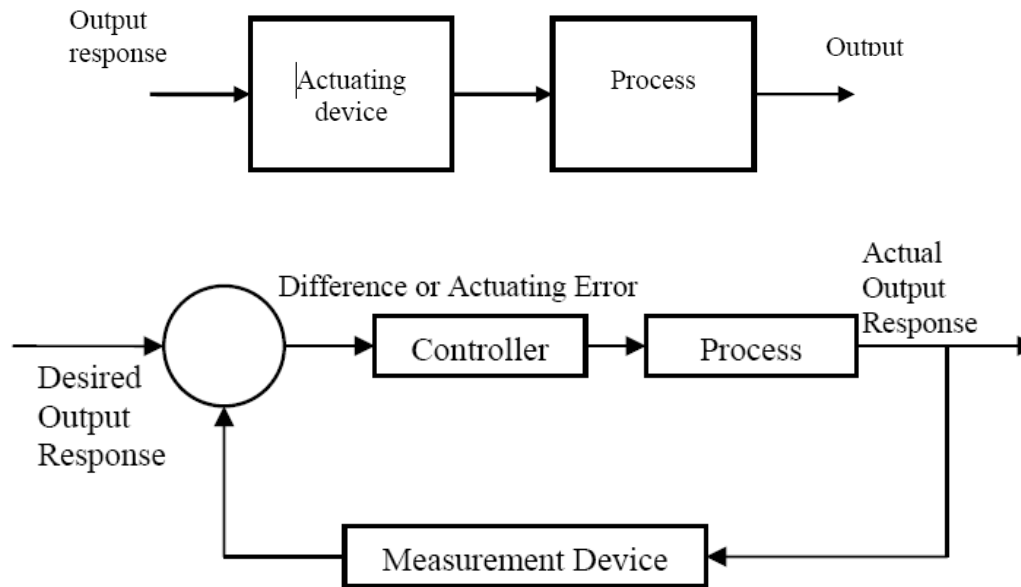 Output
response
Actuating
device
Process
Output
Difference or Actuating Error
Actual
Output
Response
Controller
Process
Desired
Output
Response
Measurement Device